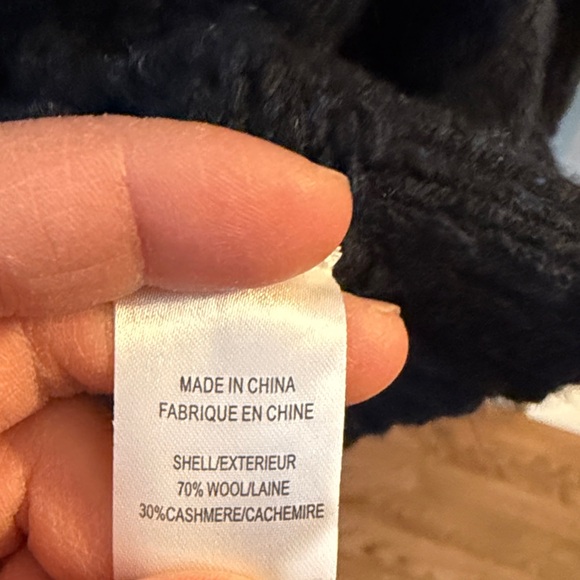 MADE IN CHINA
FABRIQUE EN CHINE
SHELL/EXTERIEUR
70% WOOL/LAINE
30%CASHMERE/CACHEMIRE